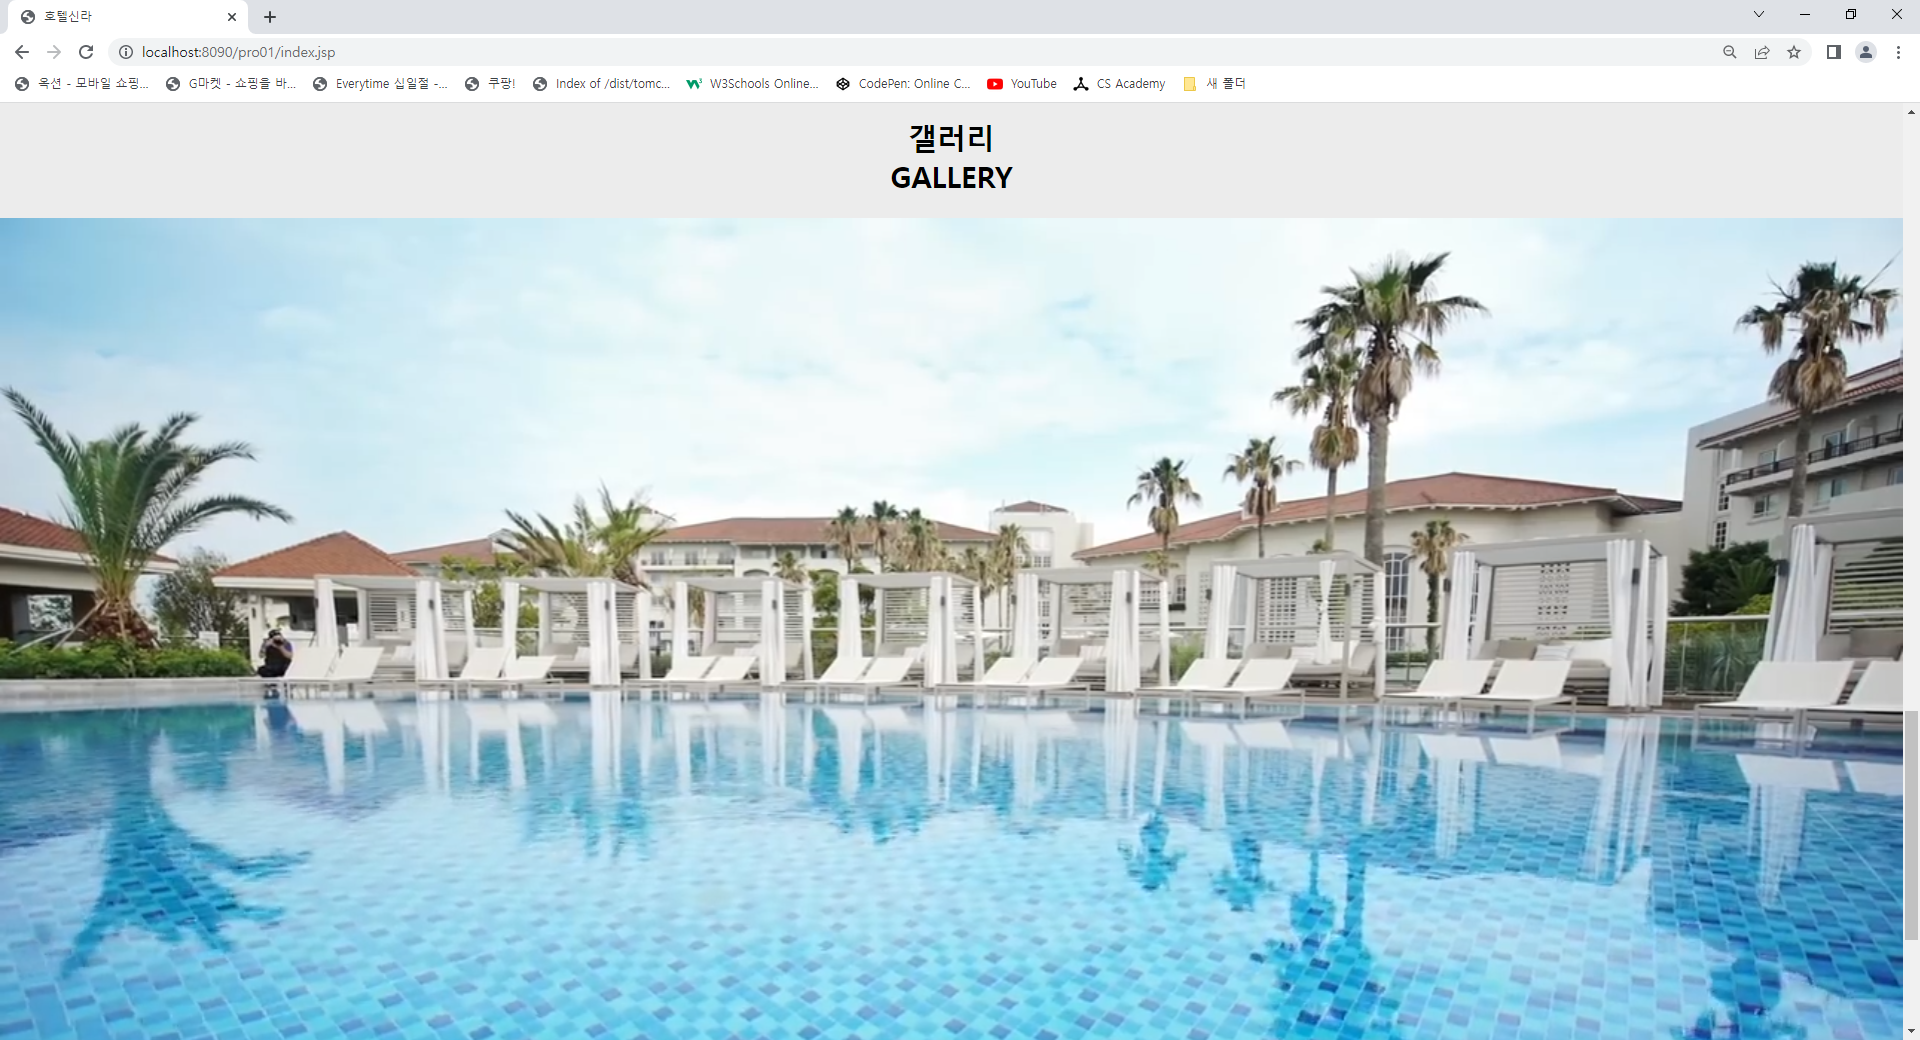 호텔신라
localhost:8090/pro01/index.jsp
옥션 - 모바일 쇼핑...
G마켓 - 쇼핑을 바...
Everytime 십일절 -...
쿠팡!
Index of /dist/tomc...
W3Schools Online...
CodePen: Online C...
YouTube
CS Academy
새 폴더
갤러리
GALLERY